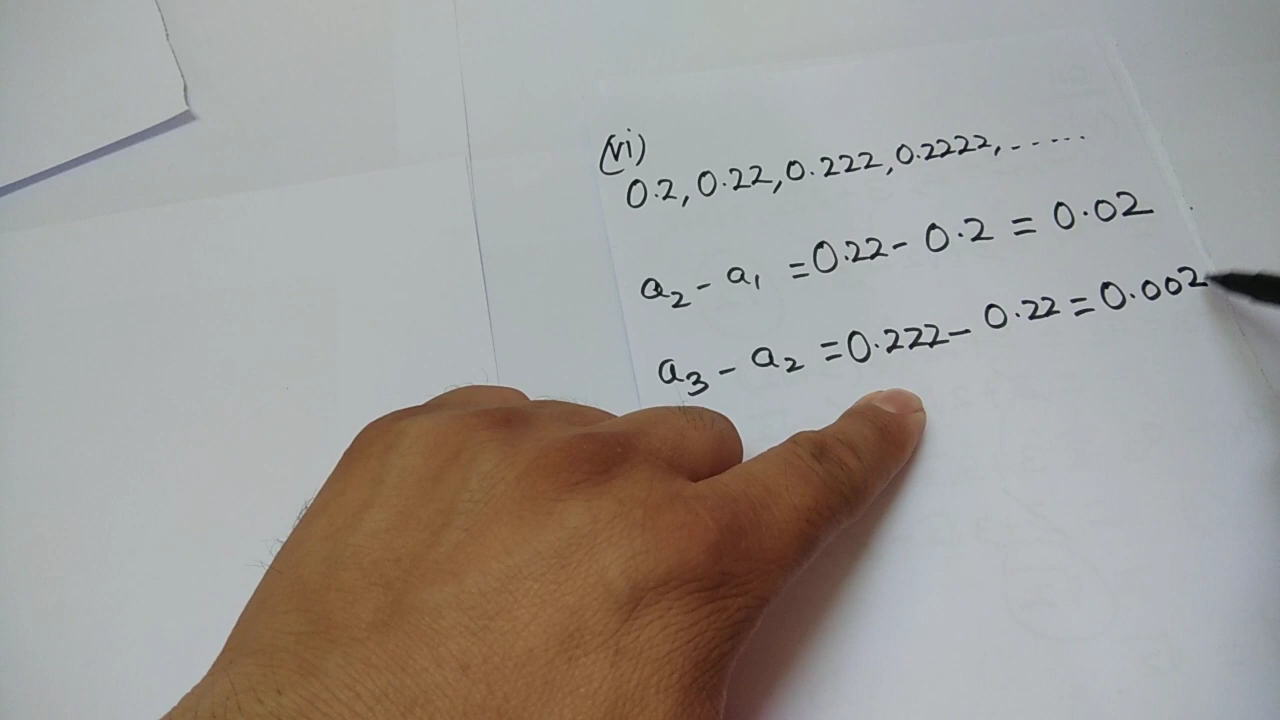 (vi)
0.2, 0.22, 0.222, 0.2222, ......
a₂ - a₁ = 0.22 - 0.2 = 0.02
a₃ - a₂ = 0.222 - 0.22 = 0.002